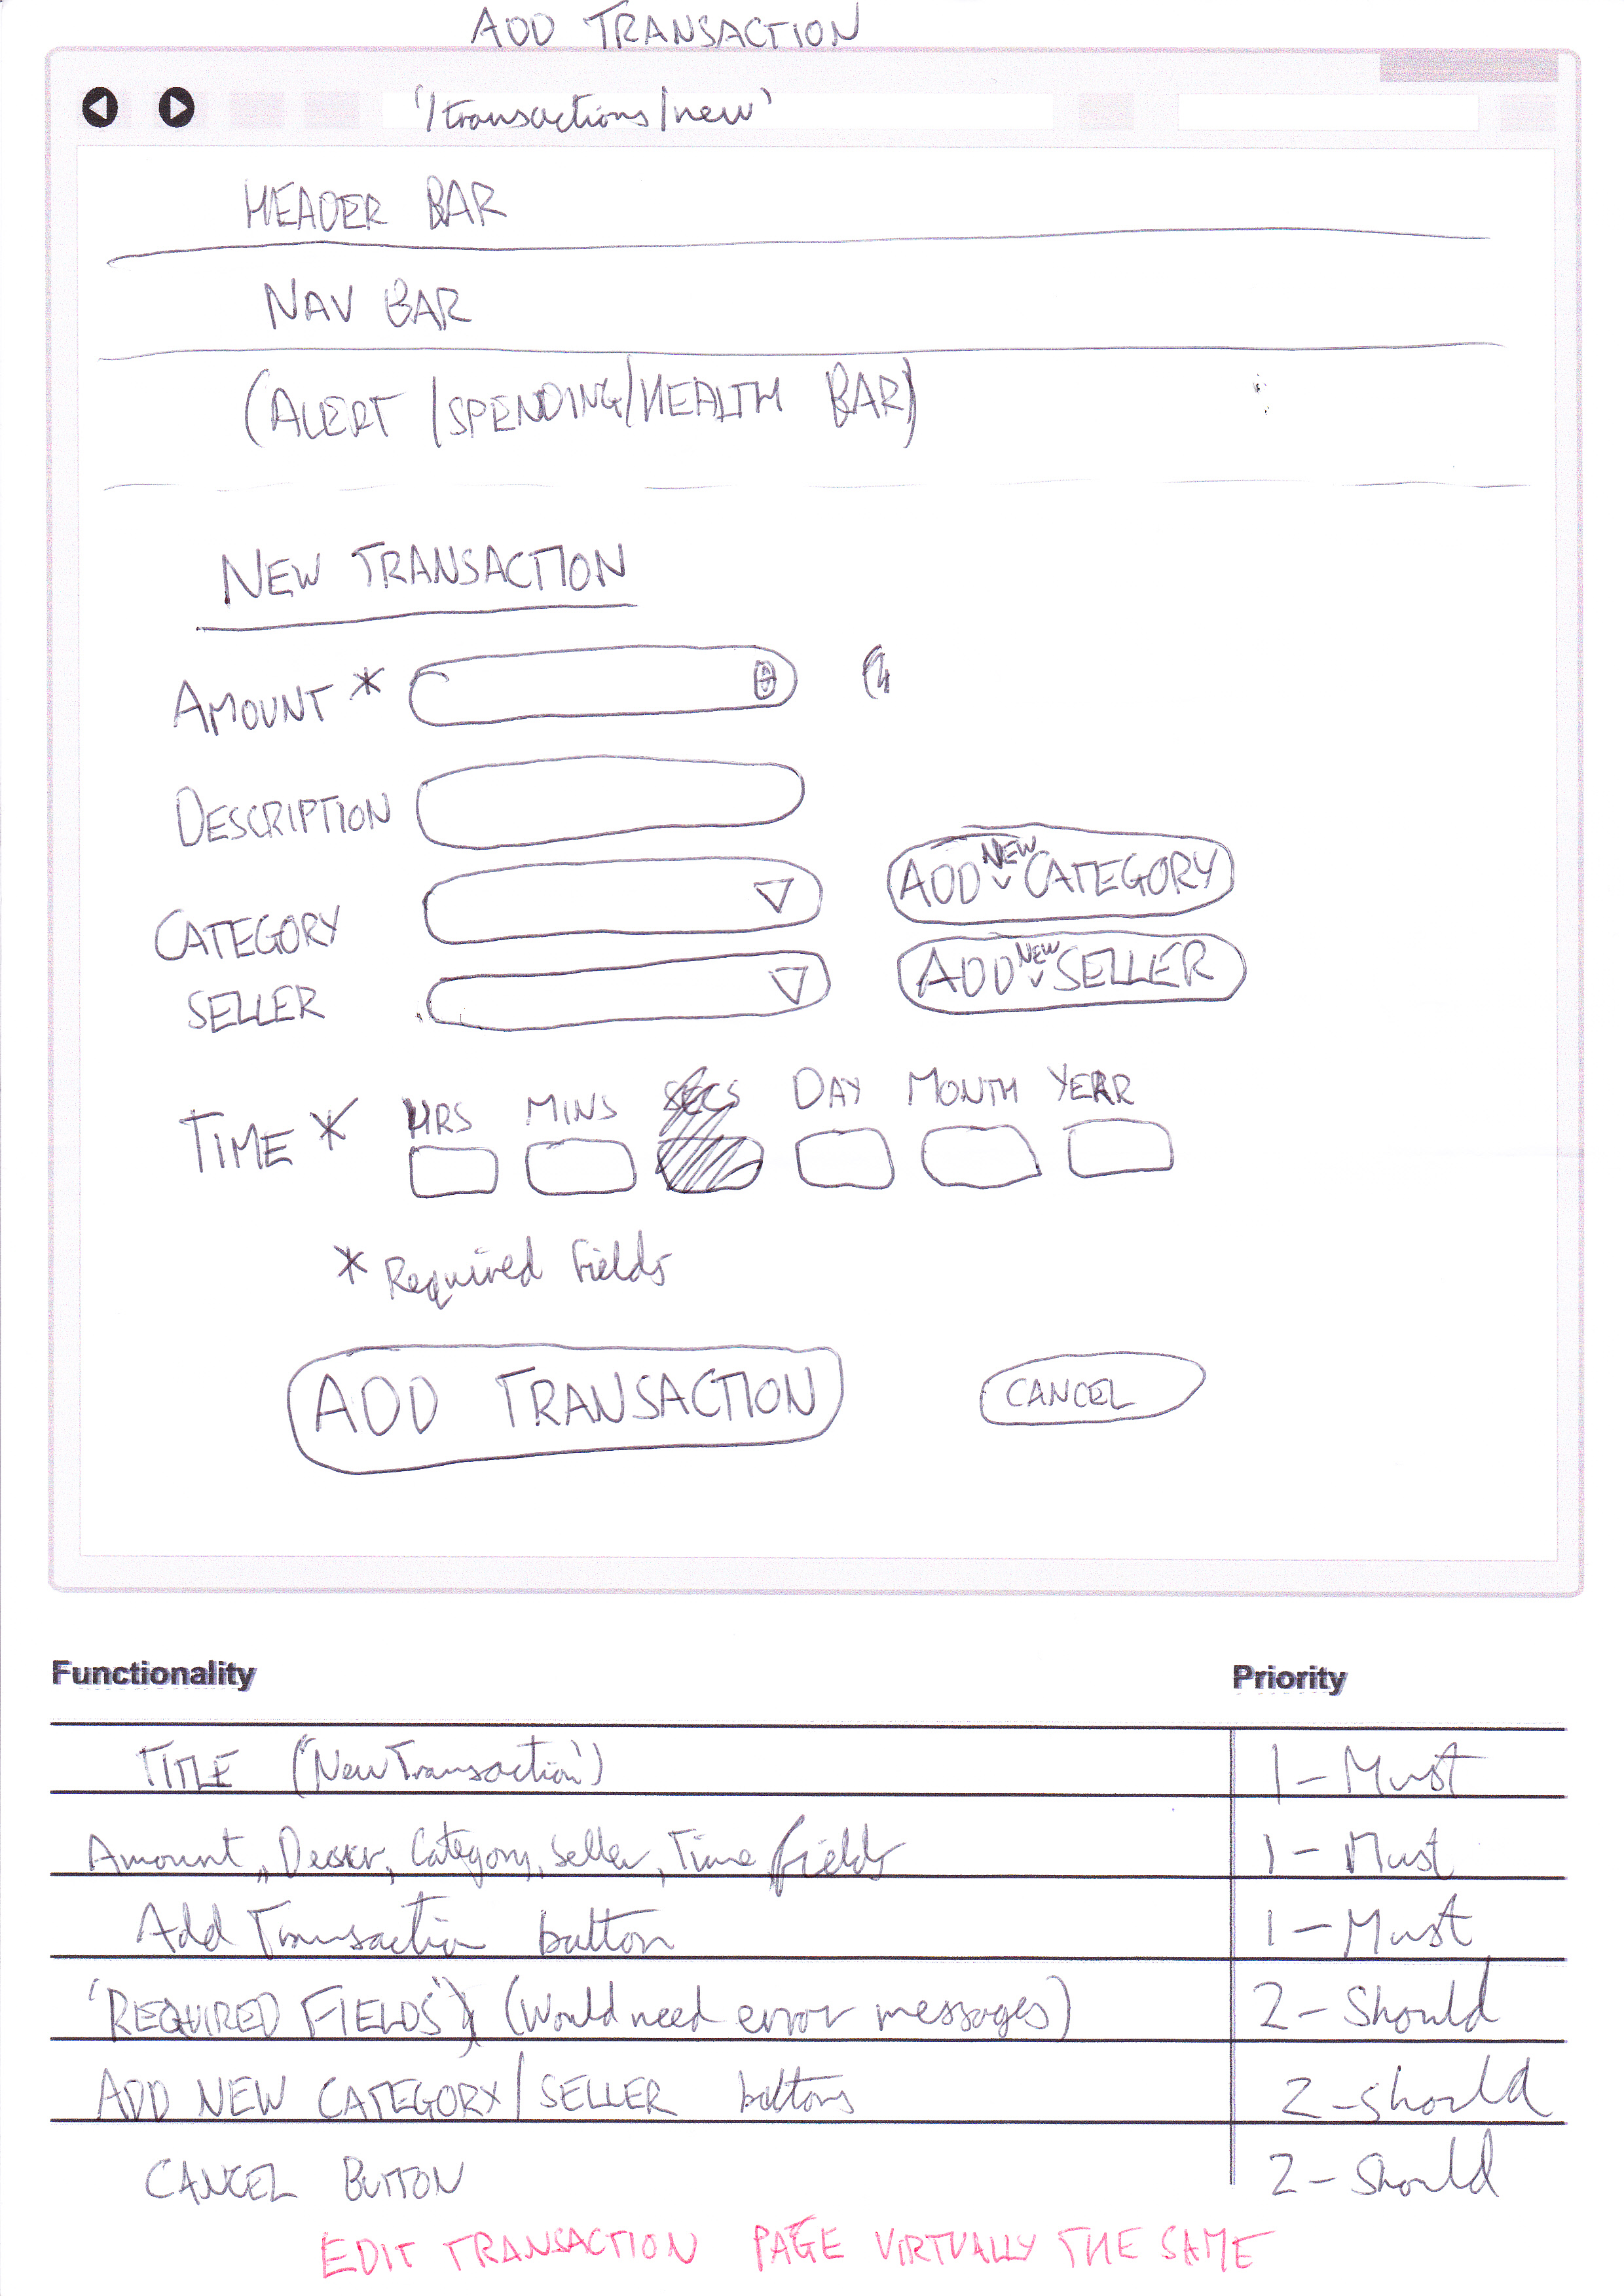 ADD TRANSACTION
'/transactions/new'
HEADER BAR
NAV BAR
(ALERT / SPENDING / HEALTH BAR)
NEW TRANSACTION
AMOUNT *
DESCRIPTION
CATEGORY ADD NEW CATEGORY
SELLER ADD NEW SELLER
TIME * HRS MINS SECS DAY MONTH YEAR
* Required fields
ADD TRANSACTION CANCEL
Functionality Priority
TITLE ('New Transaction') 1 - Must
Amount, Descr, Category, Seller, Time fields 1 - Must
Add Transaction button 1 - Must
'REQUIRED FIELDS' (Would need error messages) 2 - Should
ADD NEW CATEGORY / SELLER buttons 2 - Should
CANCEL BUTTON 2 - Should
EDIT TRANSACTION PAGE VIRTUALLY THE SAME